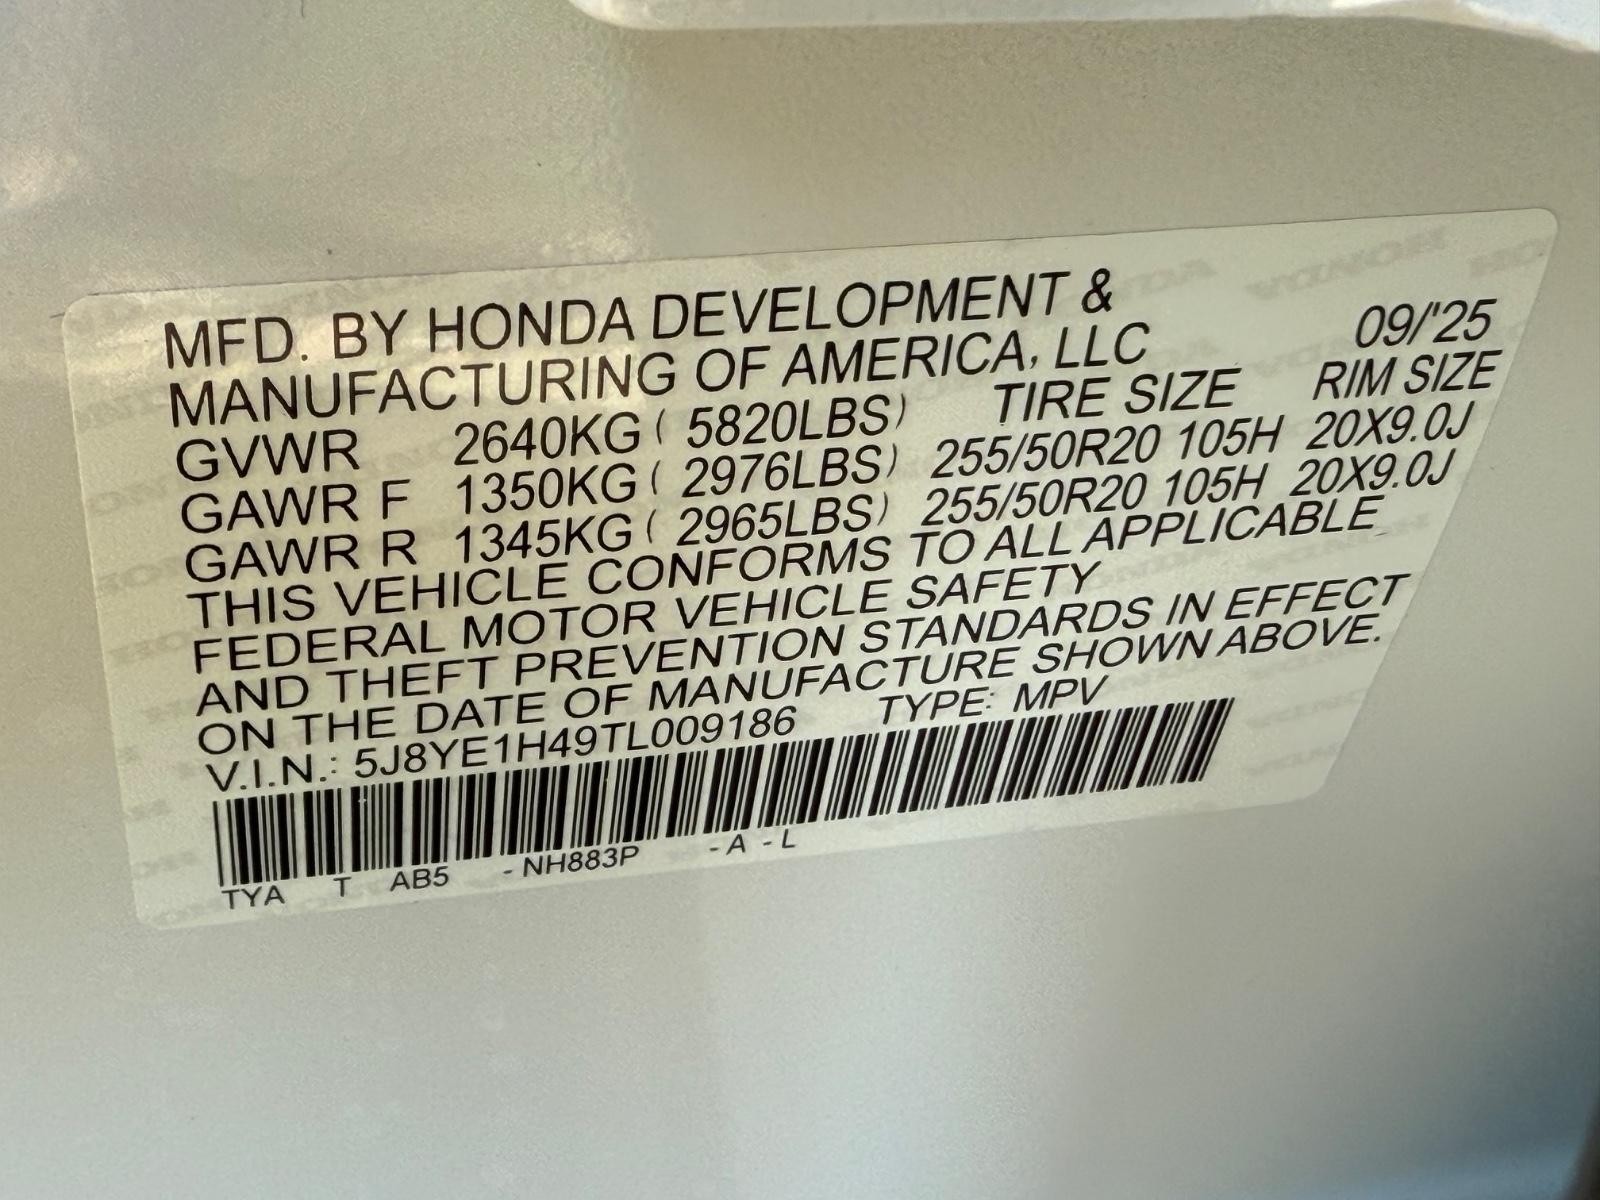 MFD. BY HONDA DEVELOPMENT &
MANUFACTURING OF AMERICA, LLC 09/'25
GVWR 2640KG ( 5820LBS) TIRE SIZE RIM SIZE
GAWR F 1350KG ( 2976LBS) 255/50R20 105H 20X9.0J
GAWR R 1345KG ( 2965LBS) 255/50R20 105H 20X9.0J
THIS VEHICLE CONFORMS TO ALL APPLICABLE
FEDERAL MOTOR VEHICLE SAFETY
AND THEFT PREVENTION STANDARDS IN EFFECT
ON THE DATE OF MANUFACTURE SHOWN ABOVE.
V.I.N.: 5J8YE1H49TL009186 TYPE: MPV
TYA T AB5 - NH883P - A - L